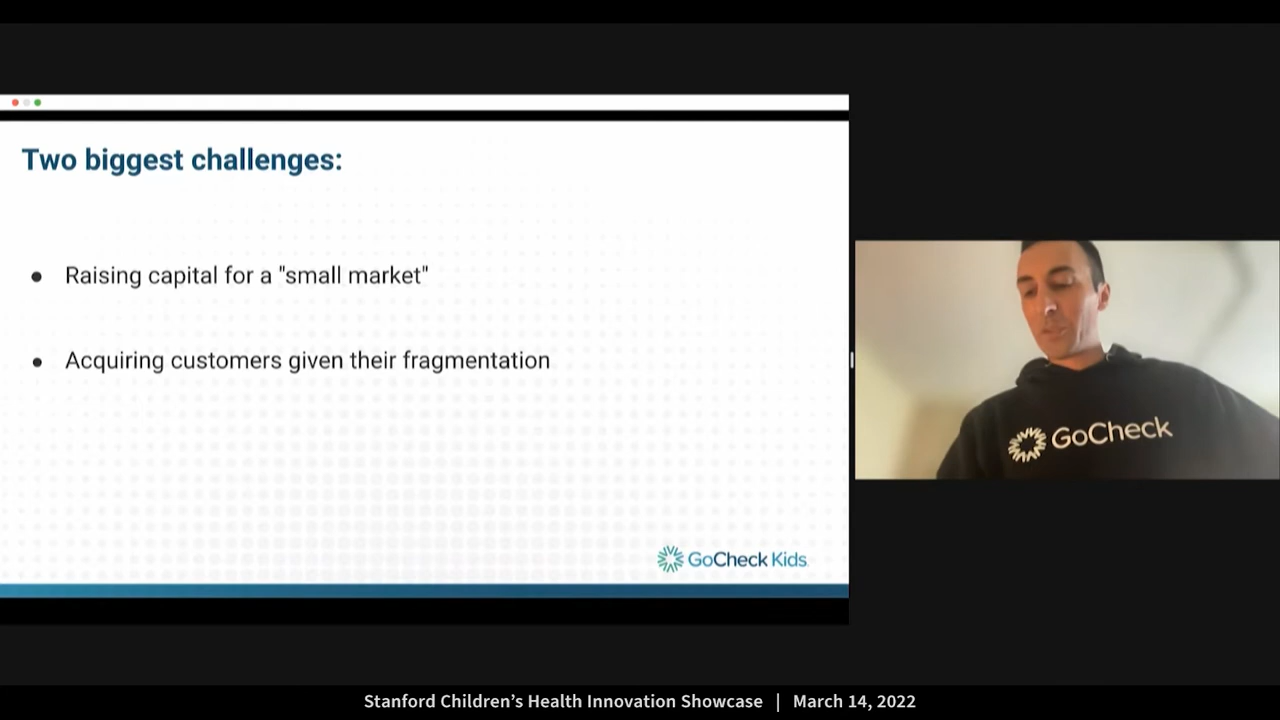 Two biggest challenges:
● Raising capital for a "small market"
● Acquiring customers given their fragmentation
GoCheck Kids
GoCheck
Stanford Children’s Health Innovation Showcase | March 14, 2022